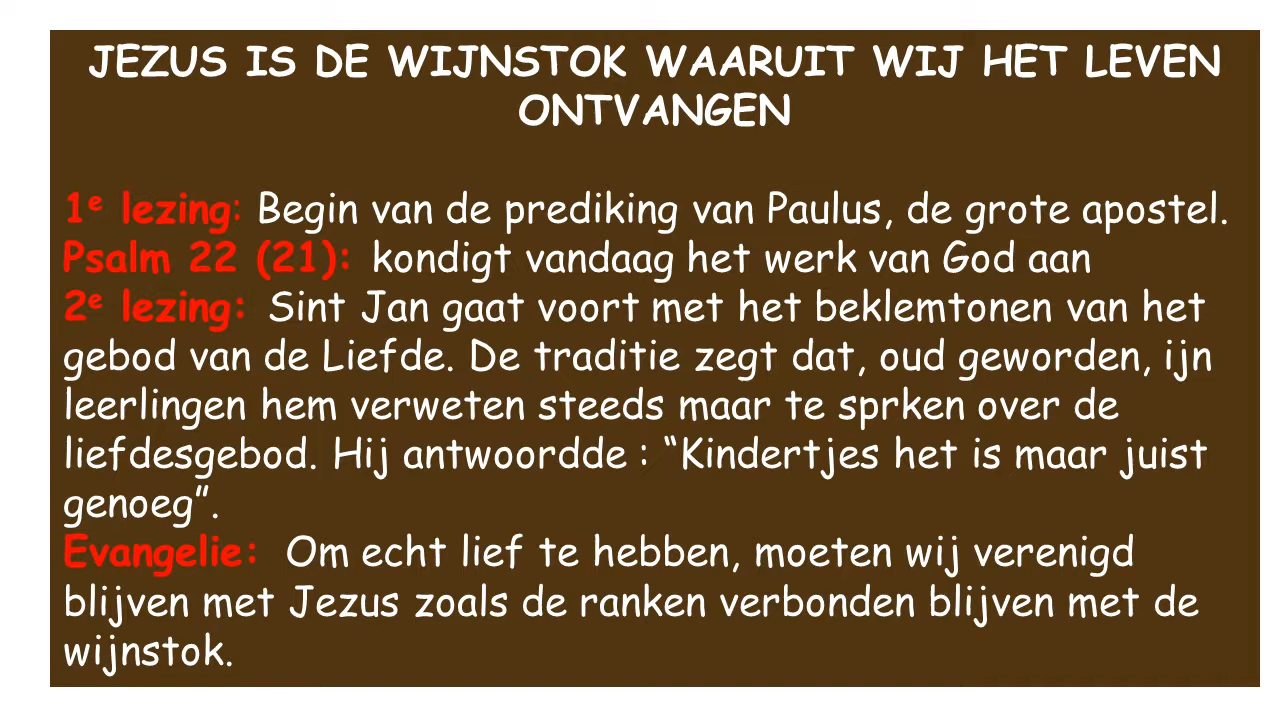 JEZUS IS DE WIJNSTOK WAARUIT WIJ HET LEVEN
ONTVANGEN
1e lezing: Begin van de prediking van Paulus, de grote apostel.
Psalm 22 (21): kondigt vandaag het werk van God aan
2e lezing: Sint Jan gaat voort met het beklemtonen van het
gebod van de Liefde. De traditie zegt dat, oud geworden, ijn
leerlingen hem verweten steeds maar te sprken over de
liefdesgebod. Hij antwoordde : “Kindertjes het is maar juist
genoeg”.
Evangelie: Om echt lief te hebben, moeten wij verenigd
blijven met Jezus zoals de ranken verbonden blijven met de
wijnstok.